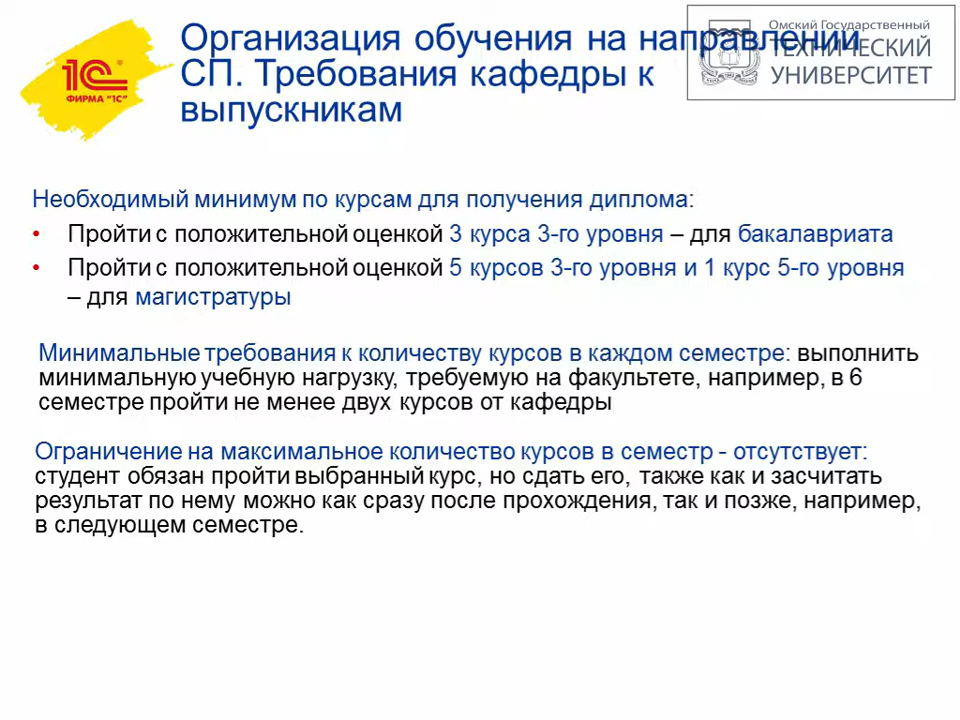 1С®
ФИРМА "1С"
Организация обучения на направлении
СП. Требования кафедры к
выпускникам
Омский Государственный
ТЕХНИЧЕСКИЙ
УНИВЕРСИТЕТ
Необходимый минимум по курсам для получения диплома:
• Пройти с положительной оценкой 3 курса 3-го уровня – для бакалавриата
• Пройти с положительной оценкой 5 курсов 3-го уровня и 1 курс 5-го уровня
– для магистратуры
Минимальные требования к количеству курсов в каждом семестре: выполнить
минимальную учебную нагрузку, требуемую на факультете, например, в 6
семестре пройти не менее двух курсов от кафедры
Ограничение на максимальное количество курсов в семестр - отсутствует:
студент обязан пройти выбранный курс, но сдать его, также как и засчитать
результат по нему можно как сразу после прохождения, так и позже, например,
в следующем семестре.